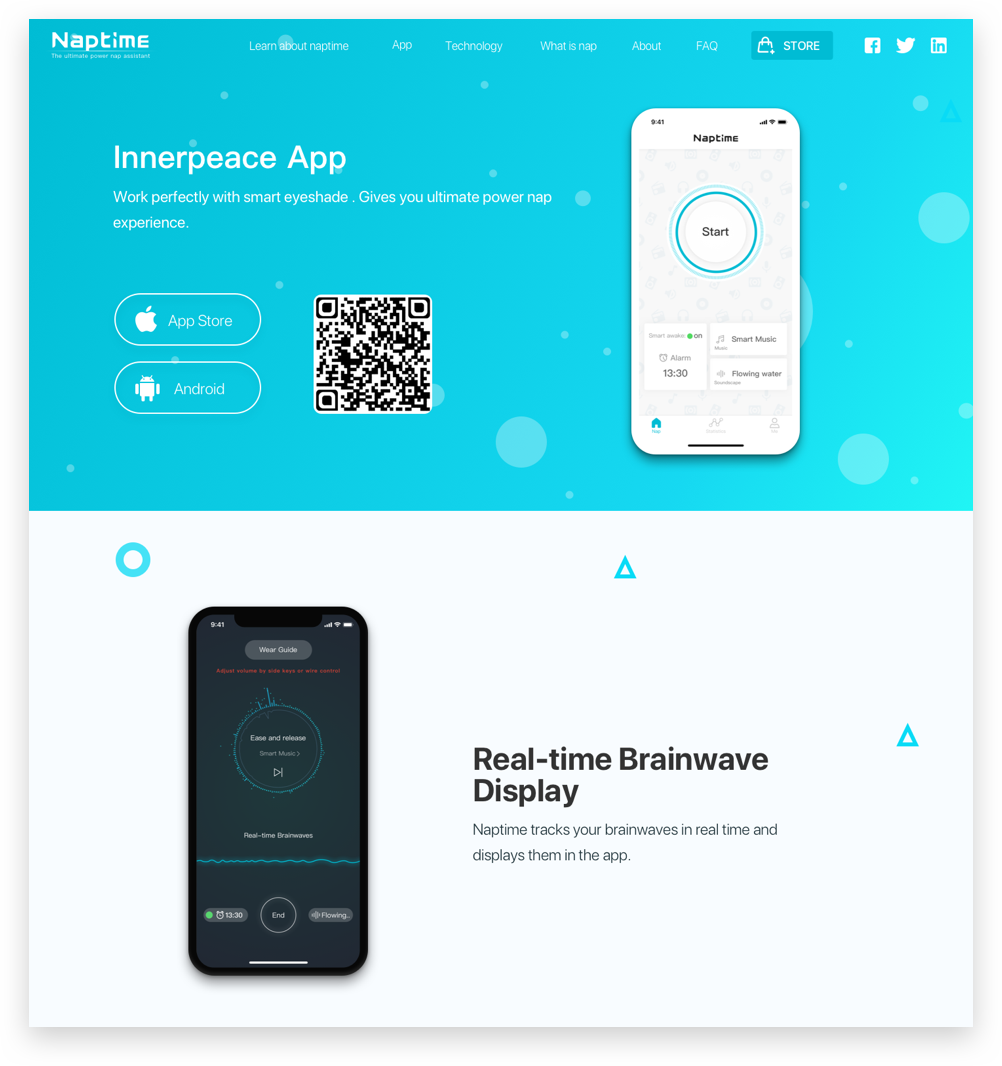 Naptime
The ultimate power nap assistant
Learn about naptime
App
Technology
What is nap
About
FAQ
STORE
Innerpeace App
Work perfectly with smart eyeshade . Gives you ultimate power nap
experience.
App Store
Android
9:41
Naptime
Start
Smart awake: on
Alarm
13:30
Smart Music
Music
Flowing water
Soundscape
Nap
Statistics
Me
9:41
Wear Guide
Adjust volume by side keys or wire control
Ease and release
Smart Music
Real-time Brainwaves
13:30
End
Flowing..
Real-time Brainwave
Display
Naptime tracks your brainwaves in real time and
displays them in the app.